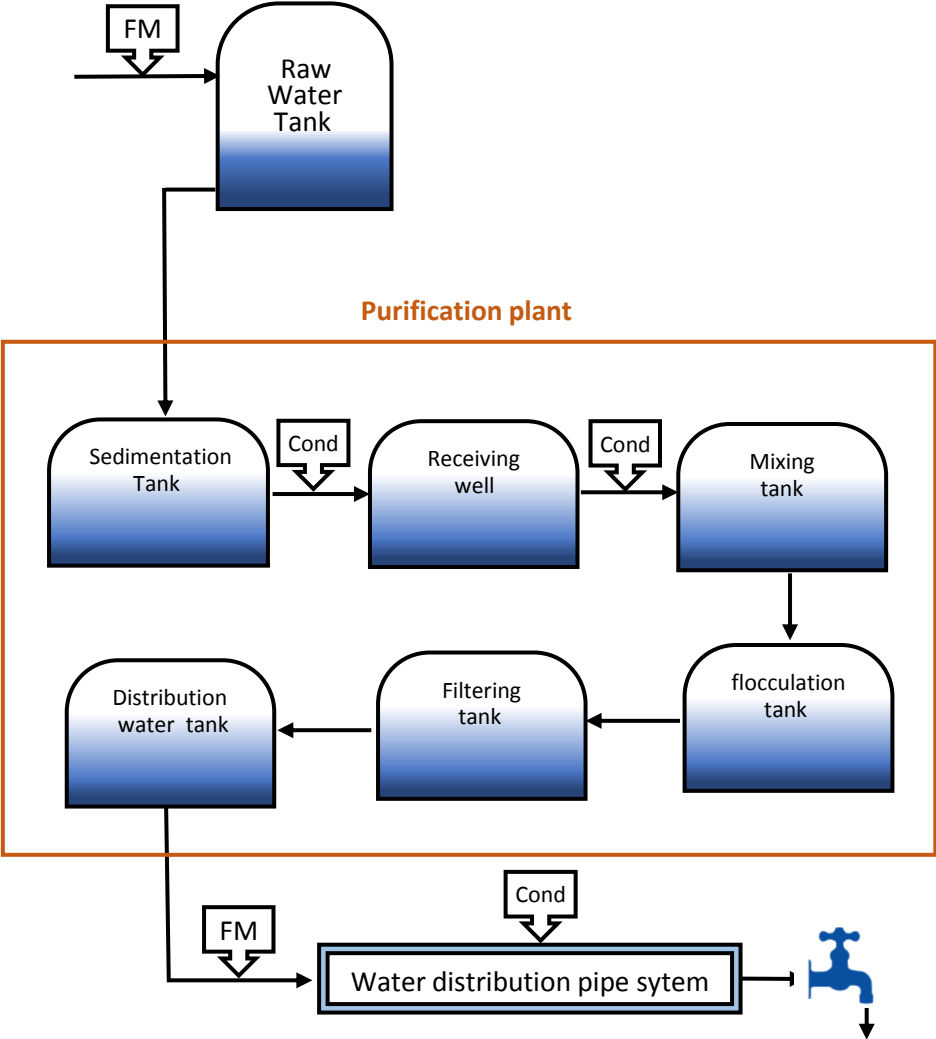 FM
Raw
Water
Tank
Purification plant
Sedimentation
Tank
Cond
Receiving
well
Cond
Mixing
tank
flocculation
tank
Filtering
tank
Distribution
water tank
FM
Cond
Water distribution pipe sytem